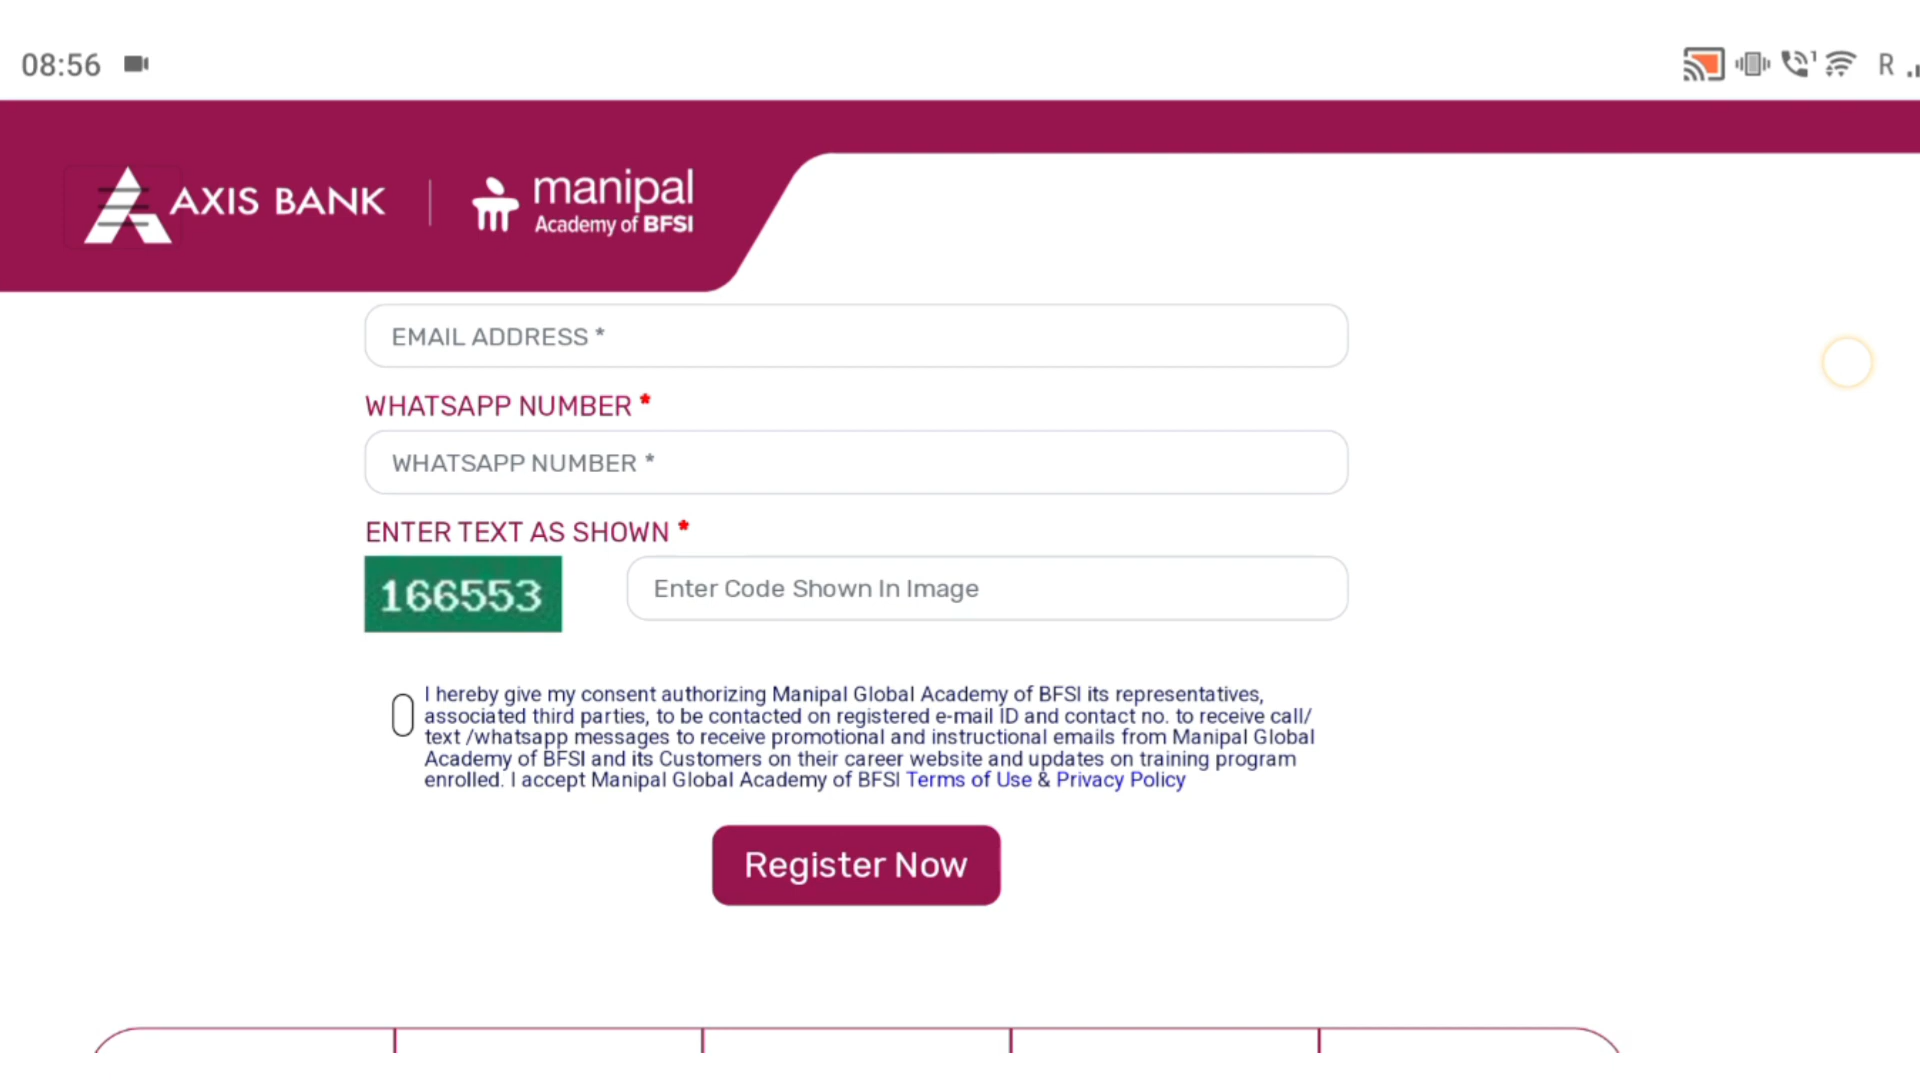 08:56
R
AXIS BANK
manipal
Academy of BFSI
EMAIL ADDRESS *
WHATSAPP NUMBER *
WHATSAPP NUMBER *
ENTER TEXT AS SHOWN *
166553
Enter Code Shown In Image
I hereby give my consent authorizing Manipal Global Academy of BFSI its representatives,
associated third parties, to be contacted on registered e-mail ID and contact no. to receive call/
text /whatsapp messages to receive promotional and instructional emails from Manipal Global
Academy of BFSI and its Customers on their career website and updates on training program
enrolled. I accept Manipal Global Academy of BFSI Terms of Use & Privacy Policy
Register Now